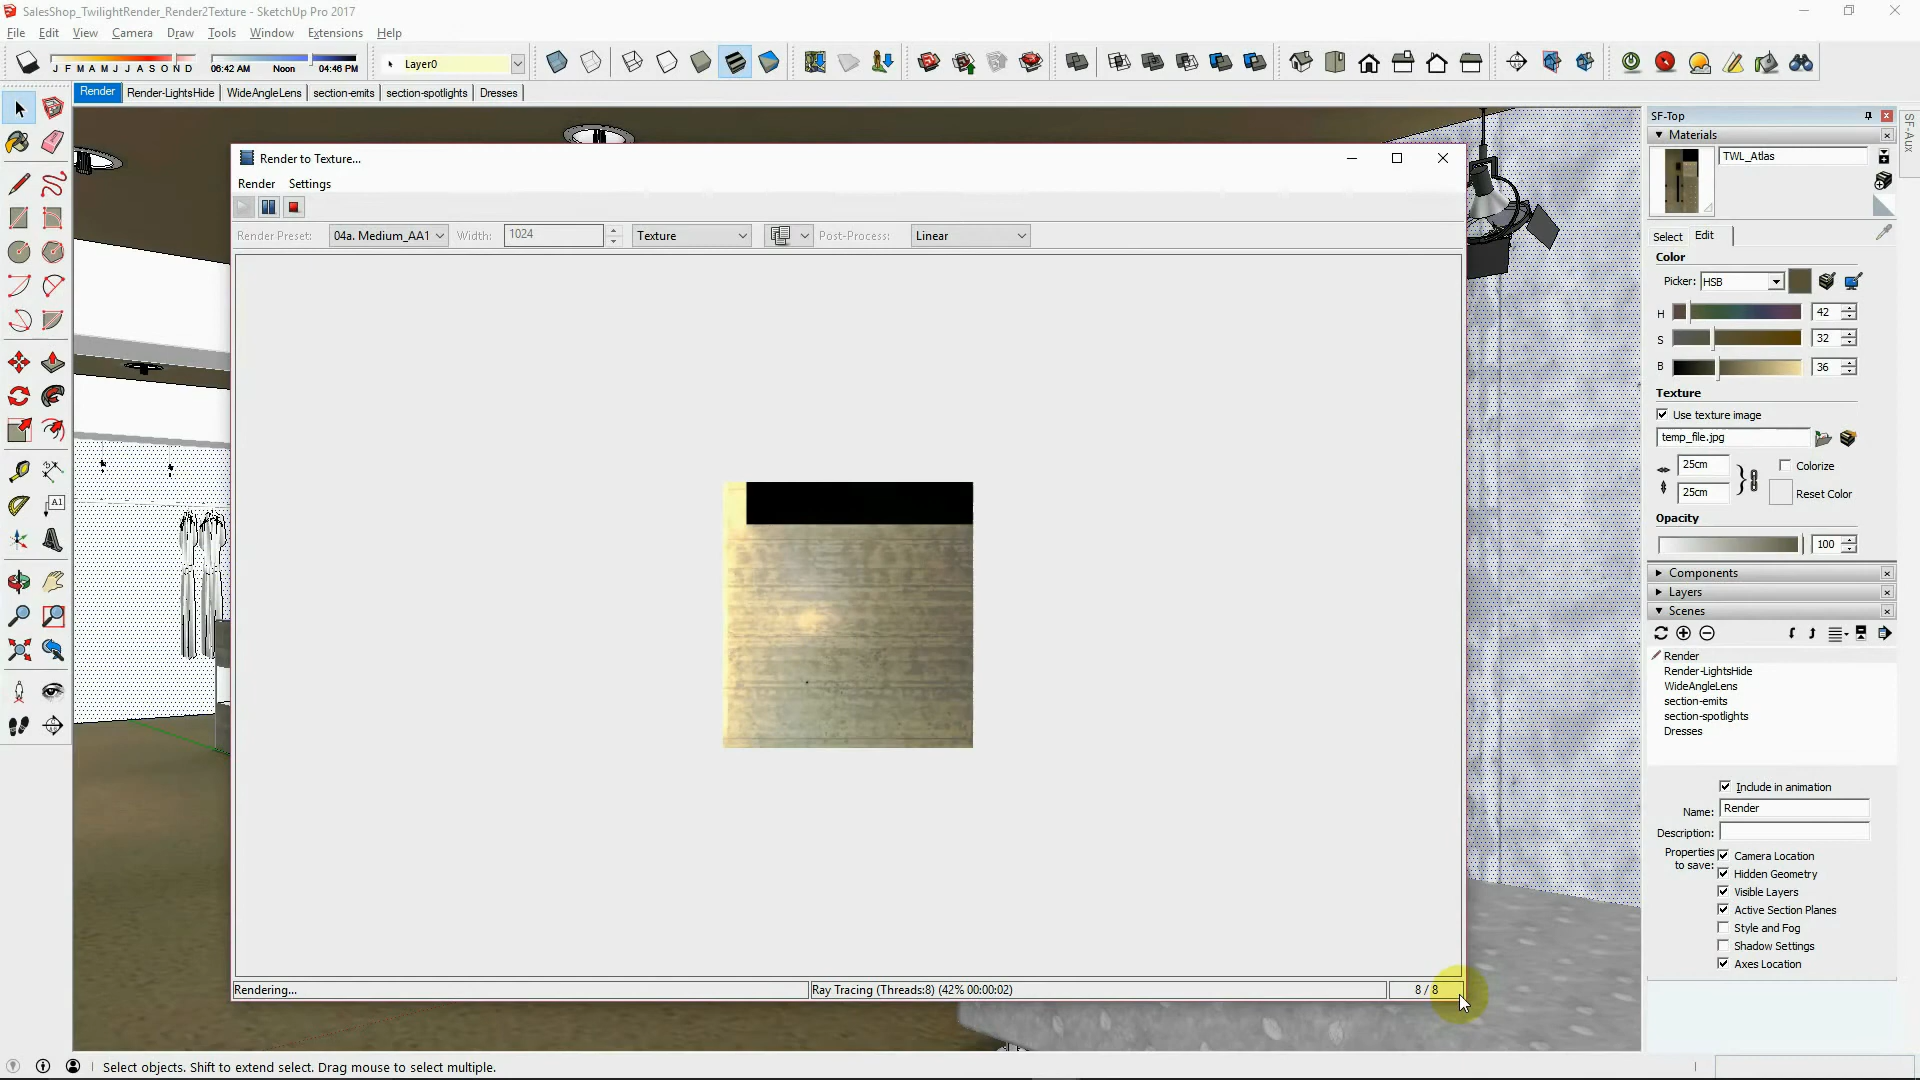 SalesShop_TwilightRender_Render2Texture - SketchUp Pro 2017
File Edit View Camera Draw Tools Window Extensions Help
J F M A M J J A S O N D 06:42 AM Noon 04:46 PM Layer0
Render Render-LightsHide WideAngleLens section-emits section-spotlights Dresses
SF-Top
SF-Aux
Materials
TWL_Atlas
Select Edit
Color
Picker: HSB
H 42
S 32
B 36
Texture
Use texture image
temp_file.jpg
25cm Colorize
25cm Reset Color
Opacity
100
Components
Layers
Scenes
Render
Render-LightsHide
WideAngleLens
section-emits
section-spotlights
Dresses
Include in animation
Name: Render
Description:
Properties to save:
Camera Location
Hidden Geometry
Visible Layers
Active Section Planes
Style and Fog
Shadow Settings
Axes Location
Render to Texture...
Render Settings
Render Preset: 04a. Medium_AA1 Width: 1024 Texture Post-Process: Linear
Rendering... Ray Tracing (Threads:8) (42% 00:00:02) 8 / 8
A1
Select objects. Shift to extend select. Drag mouse to select multiple.